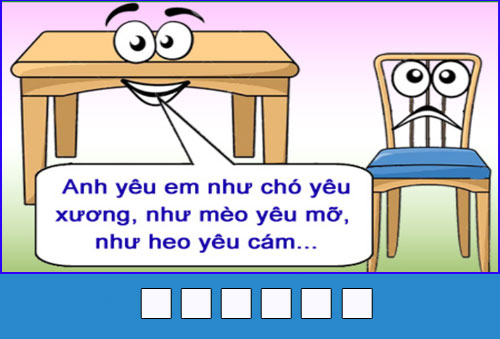 Anh yêu em như chó yêu
xương, như mèo yêu mỡ,
như heo yêu cám...